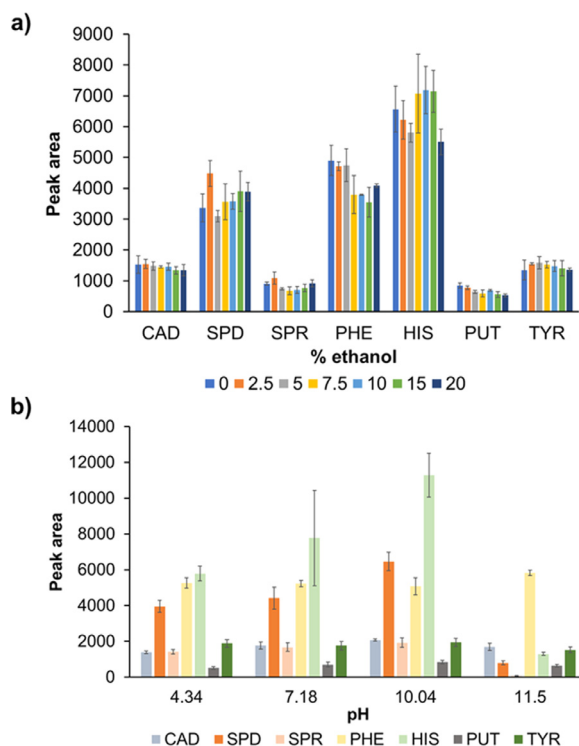 a)
9000
8000
7000
6000
5000
4000
3000
2000
1000
0
Peak area
CAD SPD SPR PHE HIS PUT TYR
% ethanol
0 2.5 5 7.5 10 15 20
b)
14000
12000
10000
8000
6000
4000
2000
0
Peak area
4.34 7.18 10.04 11.5
pH
CAD SPD SPR PHE HIS PUT TYR